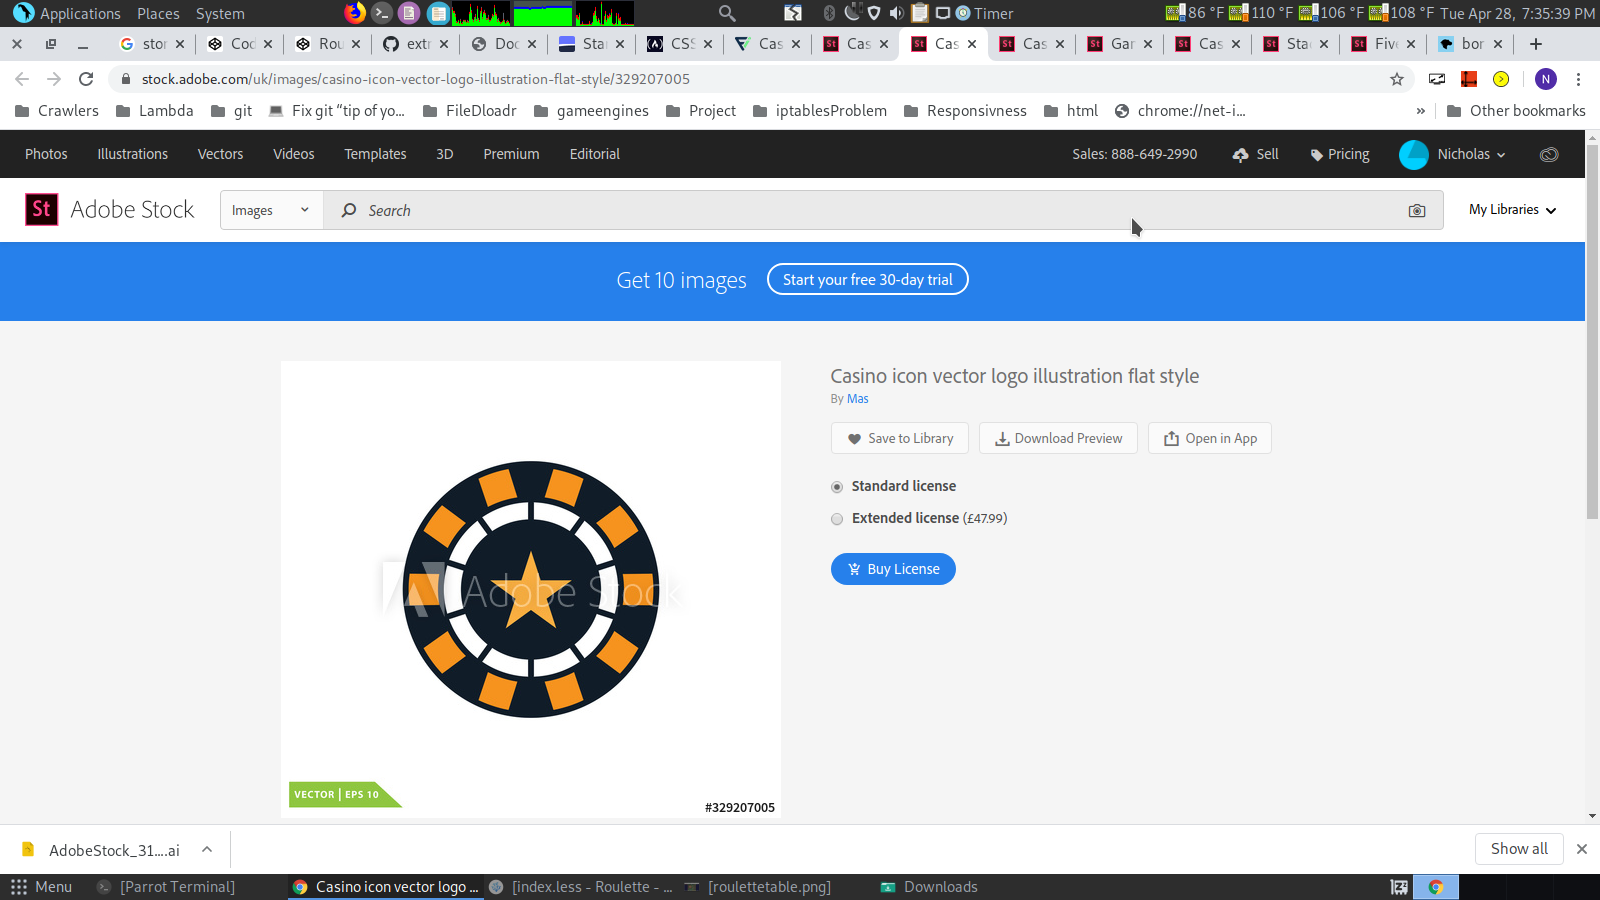 Applications Places System Timer 86 °F 110 °F 106 °F 108 °F Tue Apr 28, 7:35:39 PM
stor Cod Rou extr Doc Star CSS Cas Cas Cas Cas Gar Cas Sta Five bor
stock.adobe.com/uk/images/casino-icon-vector-logo-illustration-flat-style/329207005 N
Crawlers Lambda git Fix git “tip of yo... FileDloadr gameengines Project iptablesProblem Responsivness html chrome://net-i... » Other bookmarks
Photos Illustrations Vectors Videos Templates 3D Premium Editorial Sales: 888-649-2990 Sell Pricing Nicholas
St Adobe Stock Images Search My Libraries
Get 10 images Start your free 30-day trial
Casino icon vector logo illustration flat style
By Mas
Save to Library Download Preview Open in App
Standard license
Extended license (£47.99)
Buy License
Adobe Stock
VECTOR | EPS 10
#329207005
AdobeStock_31....ai Show all
Menu [Parrot Terminal] Casino icon vector logo ... [index.less - Roulette - ... [roulettetable.png] Downloads